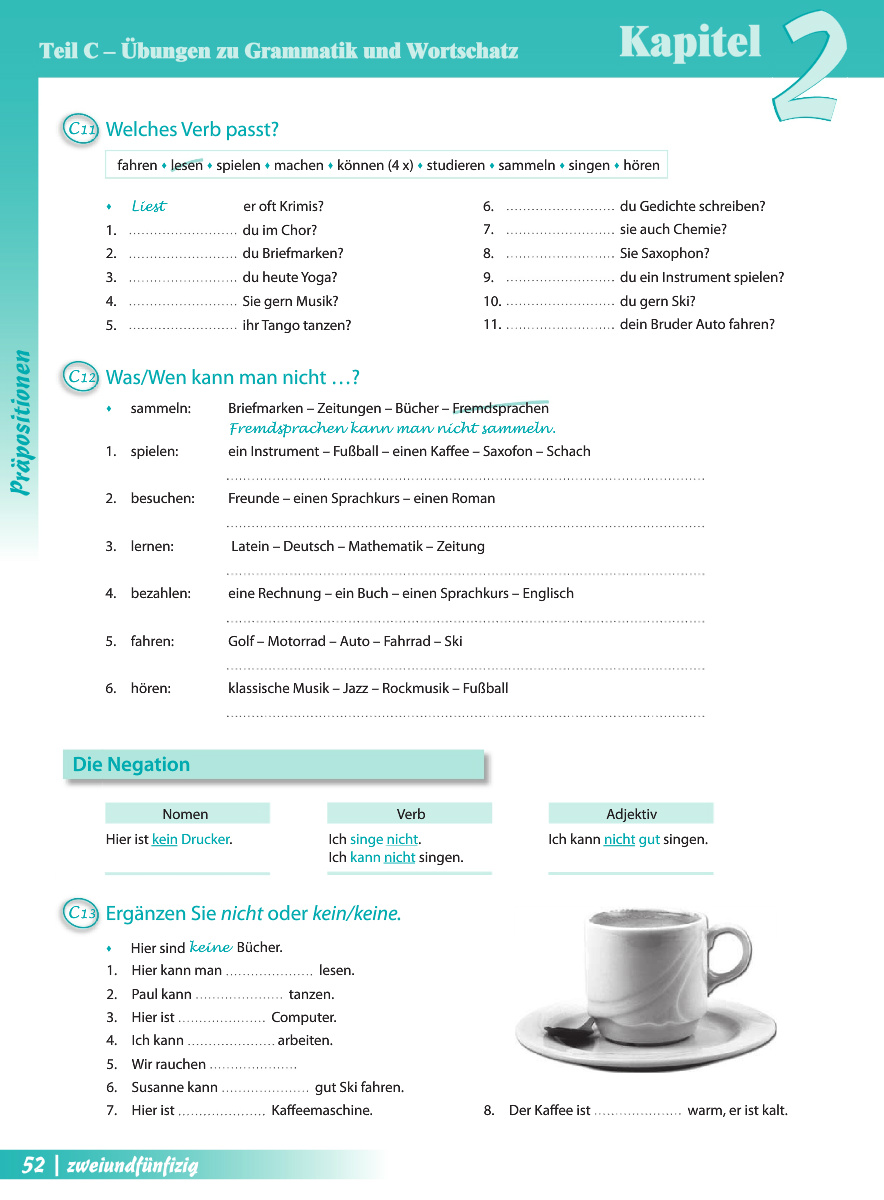 Teil C – Übungen zu Grammatik und Wortschatz
Kapitel 2
Präpositionen
C11 Welches Verb passt?
fahren ♦ lesen ♦ spielen ♦ machen ♦ können (4 x) ♦ studieren ♦ sammeln ♦ singen ♦ hören
♦ Liest er oft Krimis?
1. ........................... du im Chor?
2. ........................... du Briefmarken?
3. ........................... du heute Yoga?
4. ........................... Sie gern Musik?
5. ........................... ihr Tango tanzen?
6. ........................... du Gedichte schreiben?
7. ........................... sie auch Chemie?
8. ........................... Sie Saxophon?
9. ........................... du ein Instrument spielen?
10. ........................... du gern Ski?
11. ........................... dein Bruder Auto fahren?
C12 Was/Wen kann man nicht …?
♦ sammeln: Briefmarken – Zeitungen – Bücher – Fremdsprachen
Fremdsprachen kann man nicht sammeln.
1. spielen: ein Instrument – Fußball – einen Kaffee – Saxofon – Schach
2. besuchen: Freunde – einen Sprachkurs – einen Roman
3. lernen: Latein – Deutsch – Mathematik – Zeitung
4. bezahlen: eine Rechnung – ein Buch – einen Sprachkurs – Englisch
5. fahren: Golf – Motorrad – Auto – Fahrrad – Ski
6. hören: klassische Musik – Jazz – Rockmusik – Fußball
Die Negation
Nomen
Hier ist kein Drucker.
Verb
Ich singe nicht.
Ich kann nicht singen.
Adjektiv
Ich kann nicht gut singen.
C13 Ergänzen Sie nicht oder kein/keine.
♦ Hier sind keine Bücher.
1. Hier kann man ..................... lesen.
2. Paul kann ..................... tanzen.
3. Hier ist ..................... Computer.
4. Ich kann ..................... arbeiten.
5. Wir rauchen .....................
6. Susanne kann ..................... gut Ski fahren.
7. Hier ist ..................... Kaffeemaschine.
8. Der Kaffee ist ..................... warm, er ist kalt.
52 | zweiundfünfizig